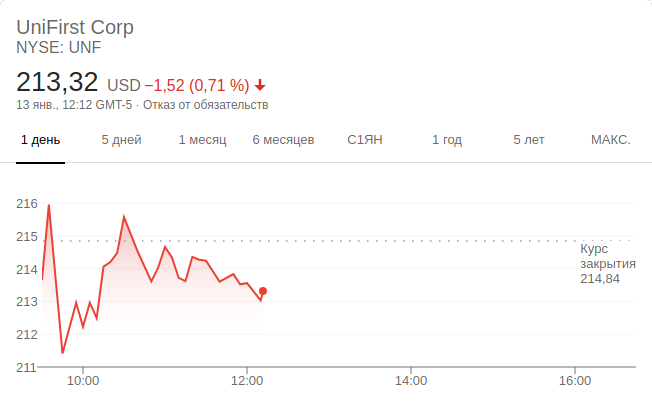 UniFirst Corp
NYSE: UNF
213,32 USD −1,52 (0,71 %)
13 янв., 12:12 GMT-5 · Отказ от обязательств
1 день 5 дней 1 месяц 6 месяцев С1ЯН 1 год 5 лет МАКС.
216
215
Курс
закрытия
214,84
214
213
212
211
10:00 12:00 14:00 16:00